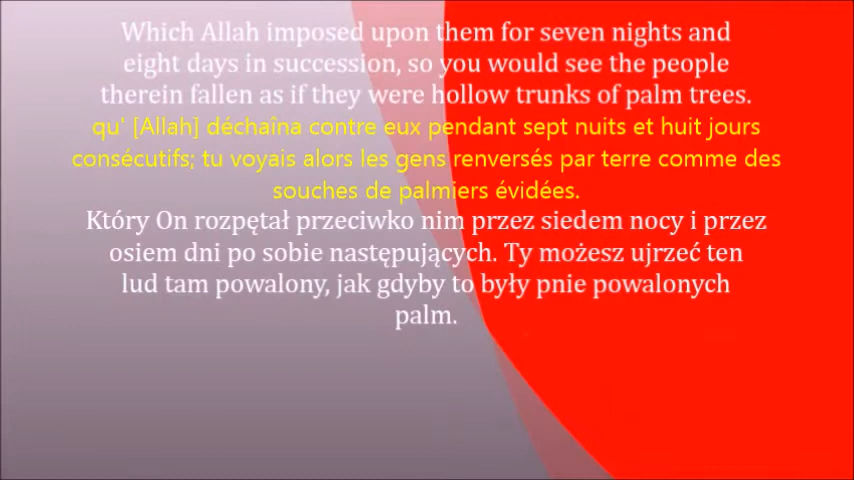 Which Allah imposed upon them for seven nights and
eight days in succession, so you would see the people
therein fallen as if they were hollow trunks of palm trees.
qu' [Allah] déchaîna contre eux pendant sept nuits et huit jours
consécutifs; tu voyais alors les gens renversés par terre comme des
souches de palmiers évidées.
Który On rozpętał przeciwko nim przez siedem nocy i przez
osiem dni po sobie następujących. Ty możesz ujrzeć ten
lud tam powalony, jak gdyby to były pnie powalonych
palm.